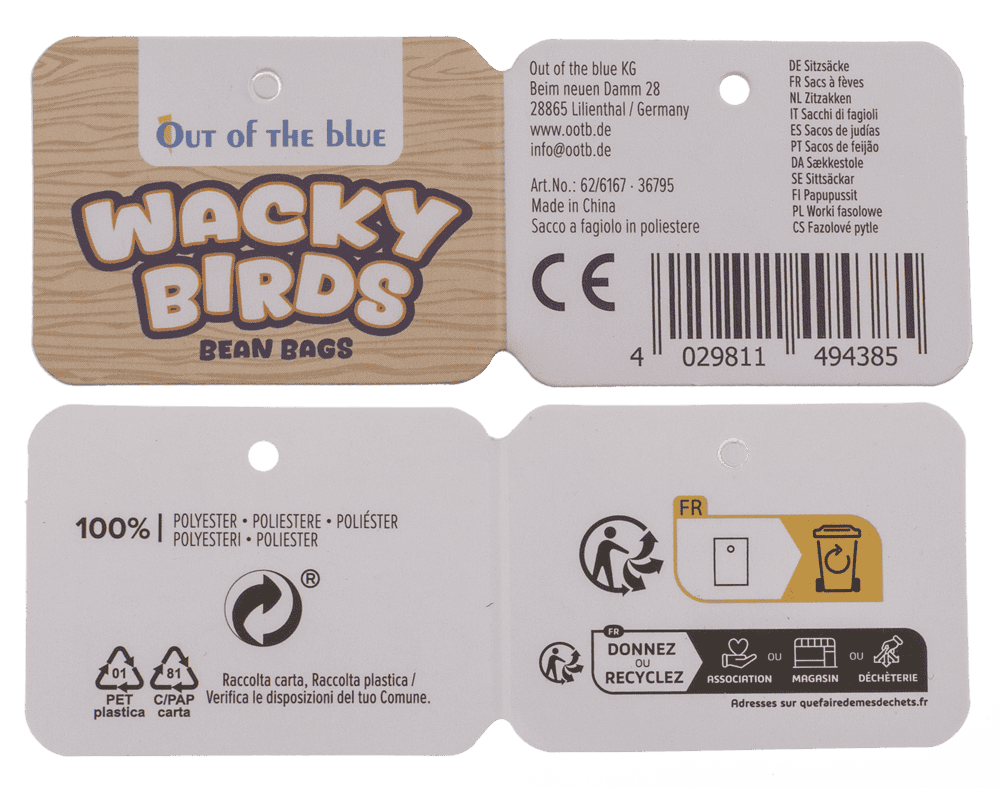 Out of the blue
WACKY
BIRDS
BEAN BAGS
Out of the blue KG
Beim neuen Damm 28
28865 Lilienthal / Germany
www.ootb.de
info@ootb.de
Art.No.: 62/6167 · 36795
Made in China
Sacco a fagiolo in poliestere
CE
DE Sitzsäcke
FR Sacs à fèves
NL Zitzakken
IT Sacchi di fagioli
ES Sacos de judías
PT Sacos de feijão
DA Sækkestole
SE Sittsäckar
FI Papupussit
PL Worki fasolowe
CS Fazolové pytle
4 029811 494385
100% | POLYESTER • POLIESTERE • POLIÉSTER
POLYESTERI • POLIESTER
®
01 81
PET C/PAP
plastica carta
Raccolta carta, Raccolta plastica /
Verifica le disposizioni del tuo Comune.
FR
FR
DONNEZ
OU
RECYCLEZ
ASSOCIATION OU MAGASIN OU DÉCHÈTERIE
Adresses sur quefairedemesdechets.fr